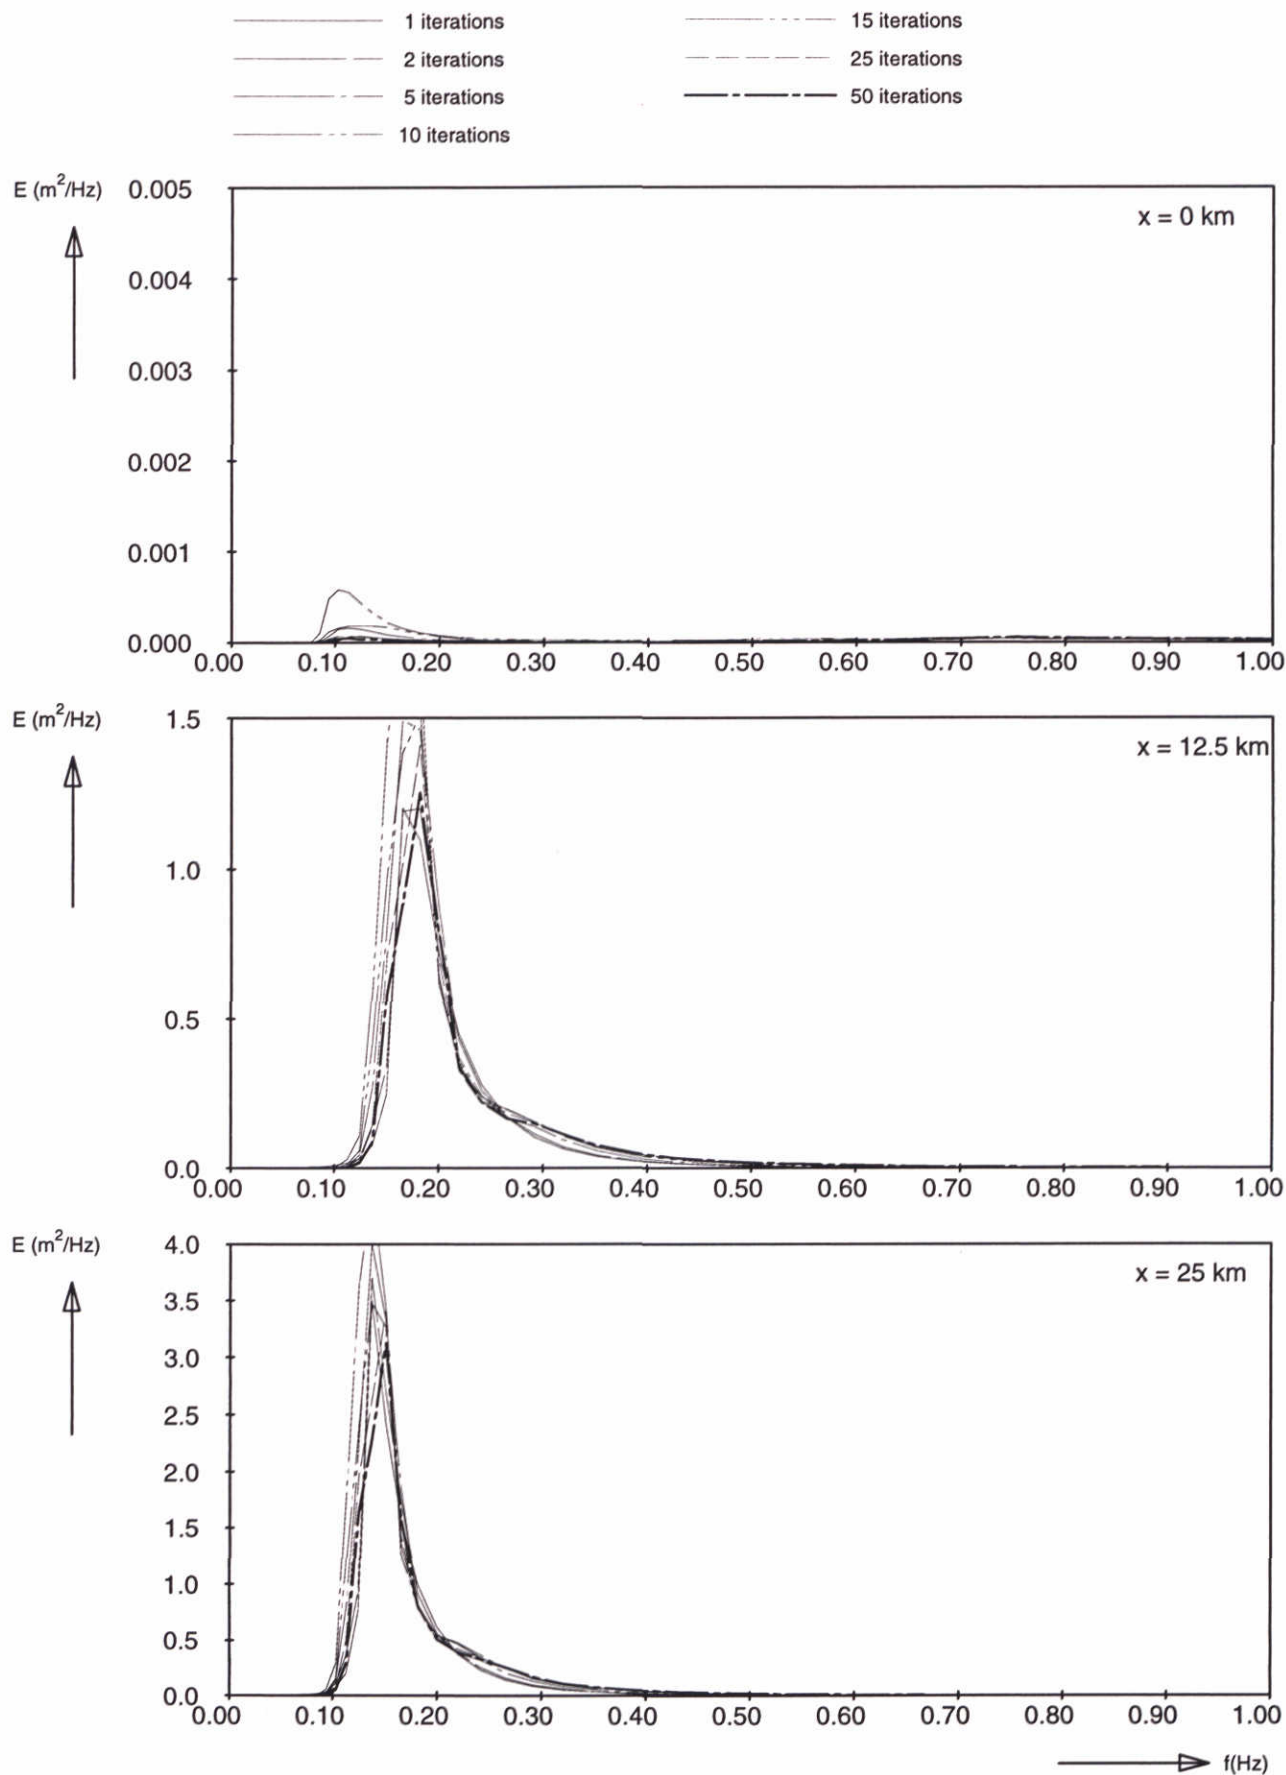 1 iterations
2 iterations
5 iterations
10 iterations
15 iterations
25 iterations
50 iterations
E (m²/Hz)
0.005
0.004
0.003
0.002
0.001
0.000
x = 0 km
0.00 0.10 0.20 0.30 0.40 0.50 0.60 0.70 0.80 0.90 1.00
E (m²/Hz)
1.5
1.0
0.5
0.0
x = 12.5 km
0.00 0.10 0.20 0.30 0.40 0.50 0.60 0.70 0.80 0.90 1.00
E (m²/Hz)
4.0
3.5
3.0
2.5
2.0
1.5
1.0
0.5
0.0
x = 25 km
0.00 0.10 0.20 0.30 0.40 0.50 0.60 0.70 0.80 0.90 1.00
f(Hz)